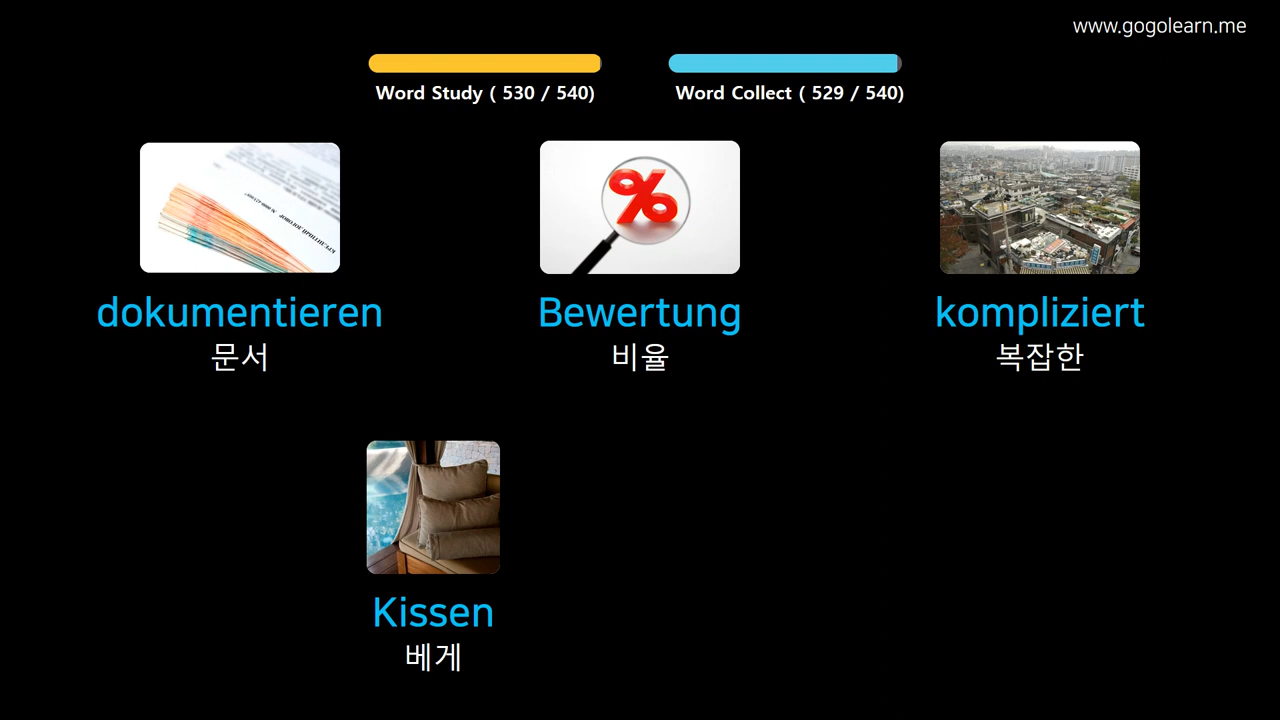 www.gogolearn.me
Word Study ( 530 / 540)
Word Collect ( 529 / 540)
dokumentieren
Bewertung
kompliziert
문서
비율
복잡한
Kissen
베게